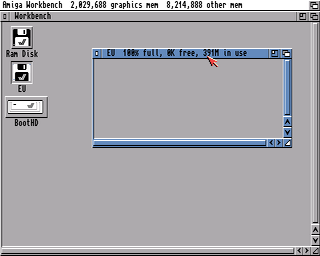 Amiga Workbench 2,029,688 graphics mem 8,214,888 other mem
Workbench
Ram Disk
EU 100% full, 0K free, 391M in use
EU
BootHD